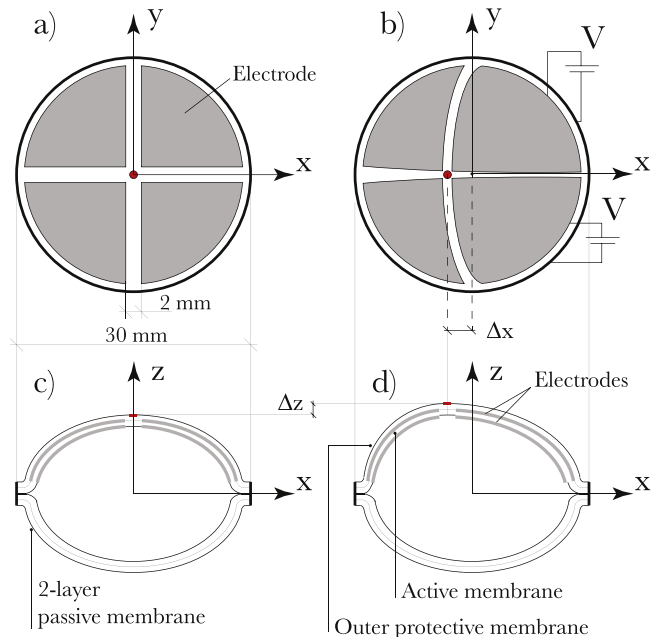 a)
y
Electrode
x
2 mm
30 mm
b)
y
V
x
V
Δx
c)
z
x
2-layer
passive membrane
d)
z
Δz
Electrodes
x
Active membrane
Outer protective membrane